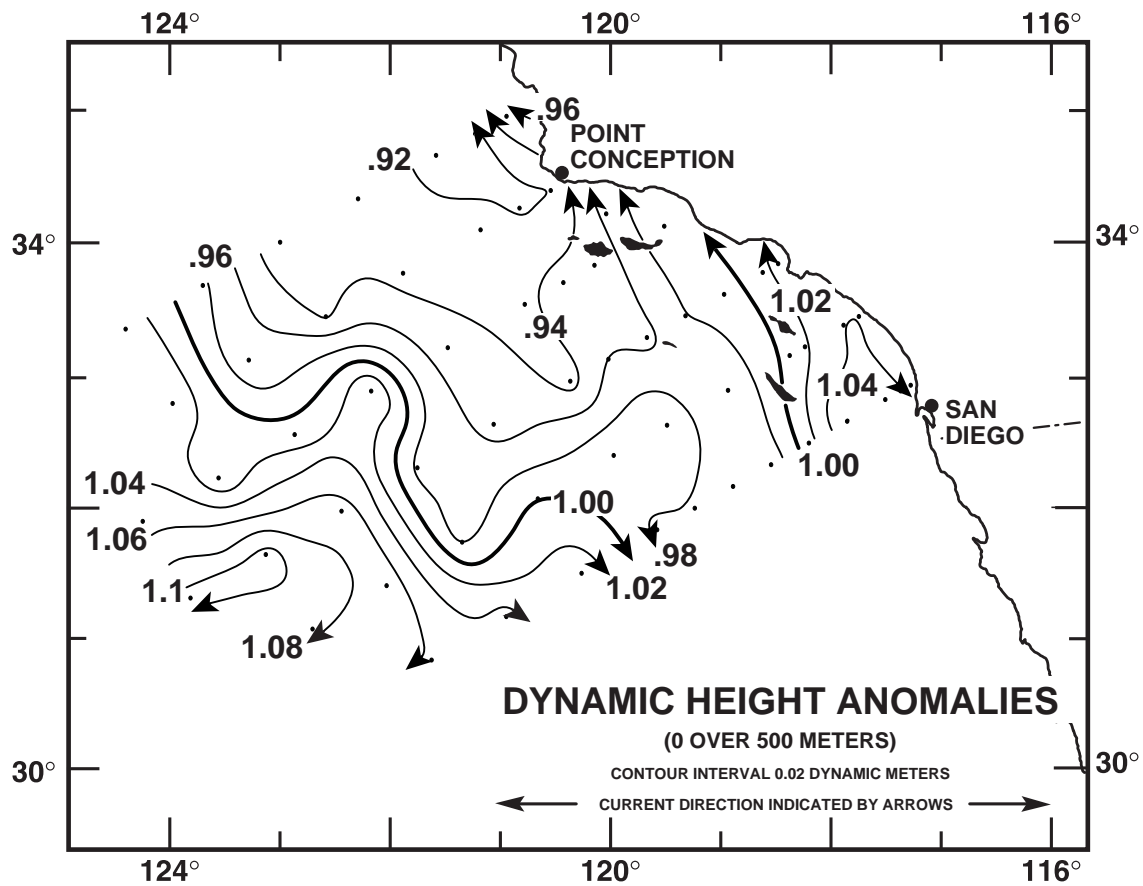 124° 120° 116°
.96
POINT
CONCEPTION
.92
34° 34°
.96
1.02
.94
1.04
SAN
DIEGO
1.00
1.04
1.00
1.06
.98
1.1
1.02
1.08
DYNAMIC HEIGHT ANOMALIES
(0 OVER 500 METERS)
CONTOUR INTERVAL 0.02 DYNAMIC METERS
CURRENT DIRECTION INDICATED BY ARROWS
30° 30°
124° 120° 116°